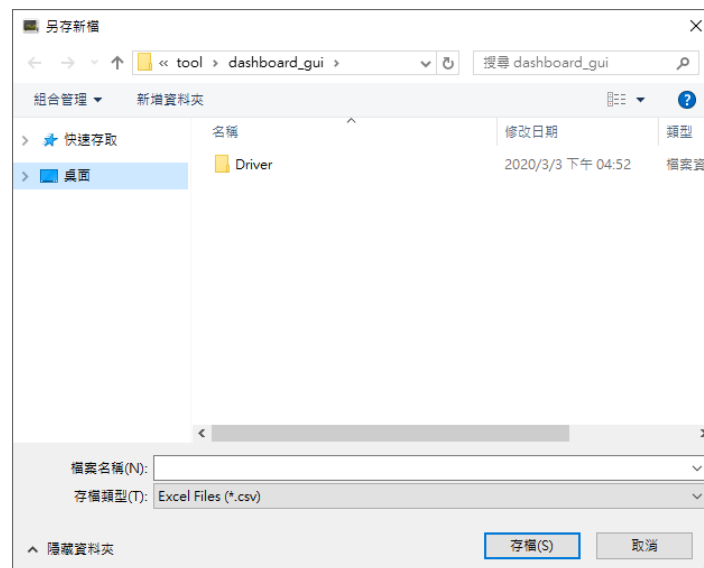 另存新檔
« tool › dashboard_gui ›
搜尋 dashboard_gui
組合管理
新增資料夾
?
快速存取
桌面
名稱
修改日期
類型
Driver
2020/3/3 下午 04:52
檔案資
檔案名稱(N):
存檔類型(T): Excel Files (*.csv)
隱藏資料夾
存檔(S)
取消